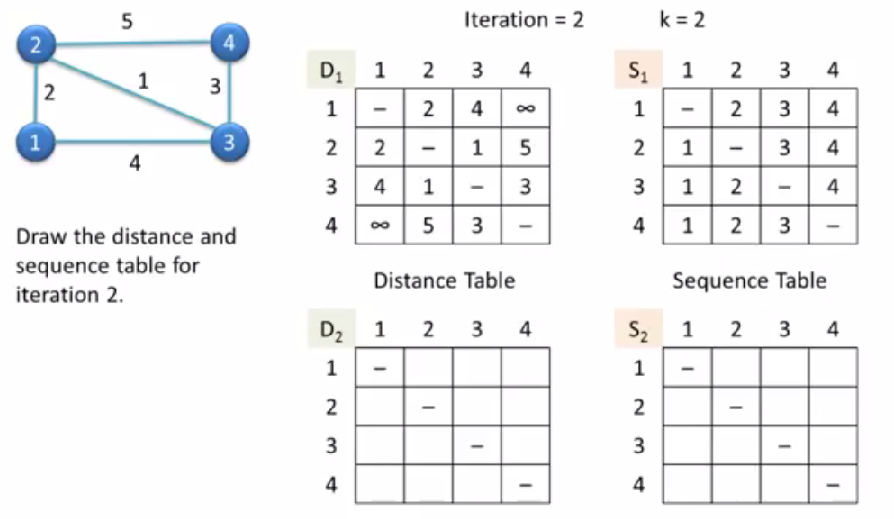 Iteration = 2 k = 2
5
2 4
2 1 3
1 3
4
Draw the distance and
sequence table for
iteration 2.
D₁ 1 2 3 4
1 – 2 4 ∞
2 2 – 1 5
3 4 1 – 3
4 ∞ 5 3 –
Distance Table
S₁ 1 2 3 4
1 – 2 3 4
2 1 – 3 4
3 1 2 – 4
4 1 2 3 –
Sequence Table
D₂ 1 2 3 4
1 –
2 –
3 –
4 –
S₂ 1 2 3 4
1 –
2 –
3 –
4 –